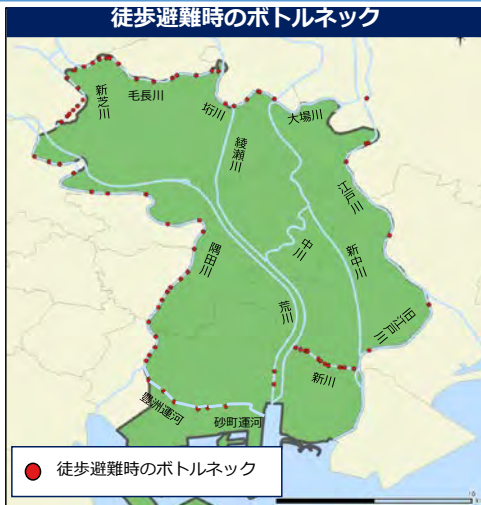 徒歩避難時のボトルネック
新芝川
毛長川
垳川
綾瀬川
大場川
江戸川
中川
新中川
隅田川
荒川
旧江戸川
新川
豊洲運河
砂町運河
徒歩避難時のボトルネック